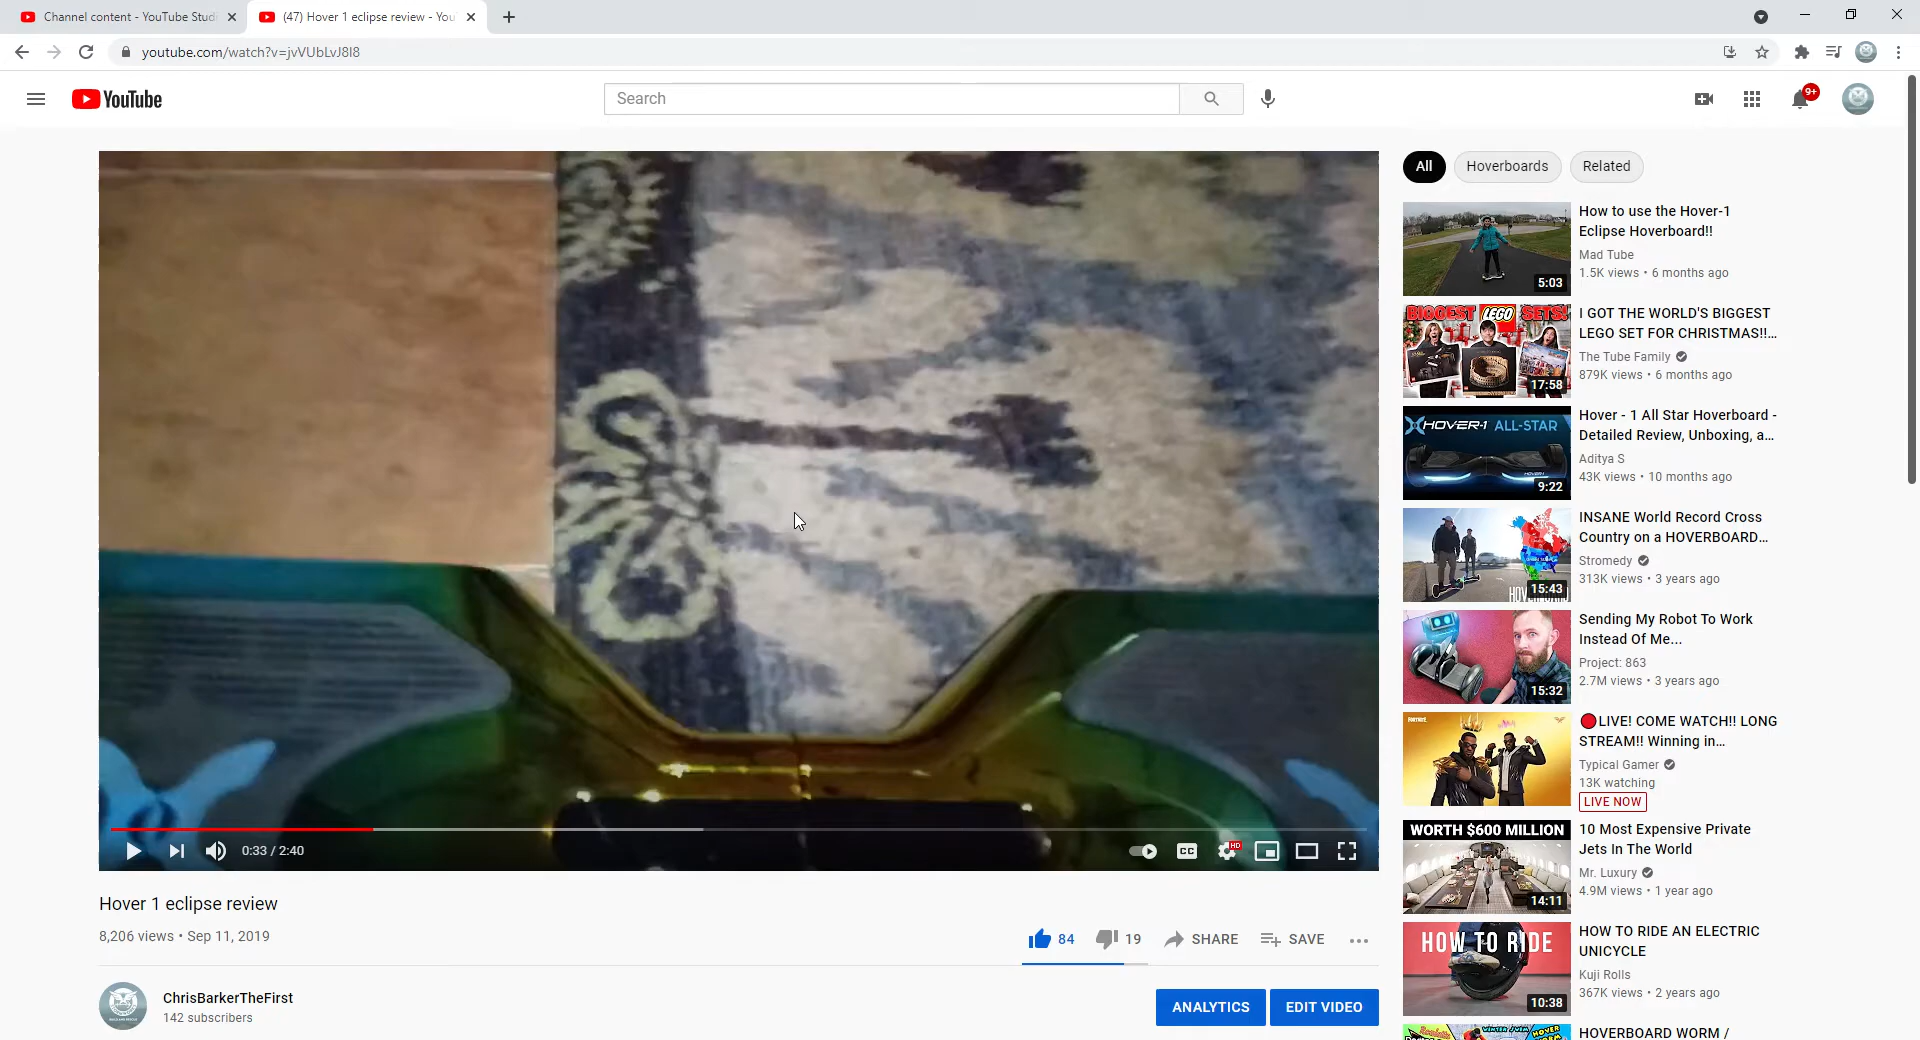 Channel content - YouTube Studi
(47) Hover 1 eclipse review - You
youtube.com/watch?v=jvVUbLvJ8I8
YouTube
Search
9+
All
Hoverboards
Related
How to use the Hover-1
Eclipse Hoverboard!!
Mad Tube
1.5K views • 6 months ago
5:03
BIGGEST LEGO SETS!
I GOT THE WORLD'S BIGGEST
LEGO SET FOR CHRISTMAS!!...
The Tube Family
879K views • 6 months ago
17:58
HOVER-1 ALL-STAR
Hover - 1 All Star Hoverboard -
Detailed Review, Unboxing, a...
Aditya S
43K views • 10 months ago
9:22
INSANE World Record Cross
Country on a HOVERBOARD...
Stromedy
313K views • 3 years ago
15:43
Sending My Robot To Work
Instead Of Me...
Project: 863
2.7M views • 3 years ago
15:32
🔴LIVE! COME WATCH!! LONG
STREAM!! Winning in...
Typical Gamer
13K watching
LIVE NOW
WORTH $600 MILLION
10 Most Expensive Private
Jets In The World
Mr. Luxury
4.9M views • 1 year ago
14:11
HOW TO RIDE
HOW TO RIDE AN ELECTRIC
UNICYCLE
Kuji Rolls
367K views • 2 years ago
10:38
HOVERBOARD WORM /
0:33 / 2:40
CC
HD
Hover 1 eclipse review
8,206 views • Sep 11, 2019
84
19
SHARE
SAVE
ChrisBarkerTheFirst
142 subscribers
ANALYTICS
EDIT VIDEO